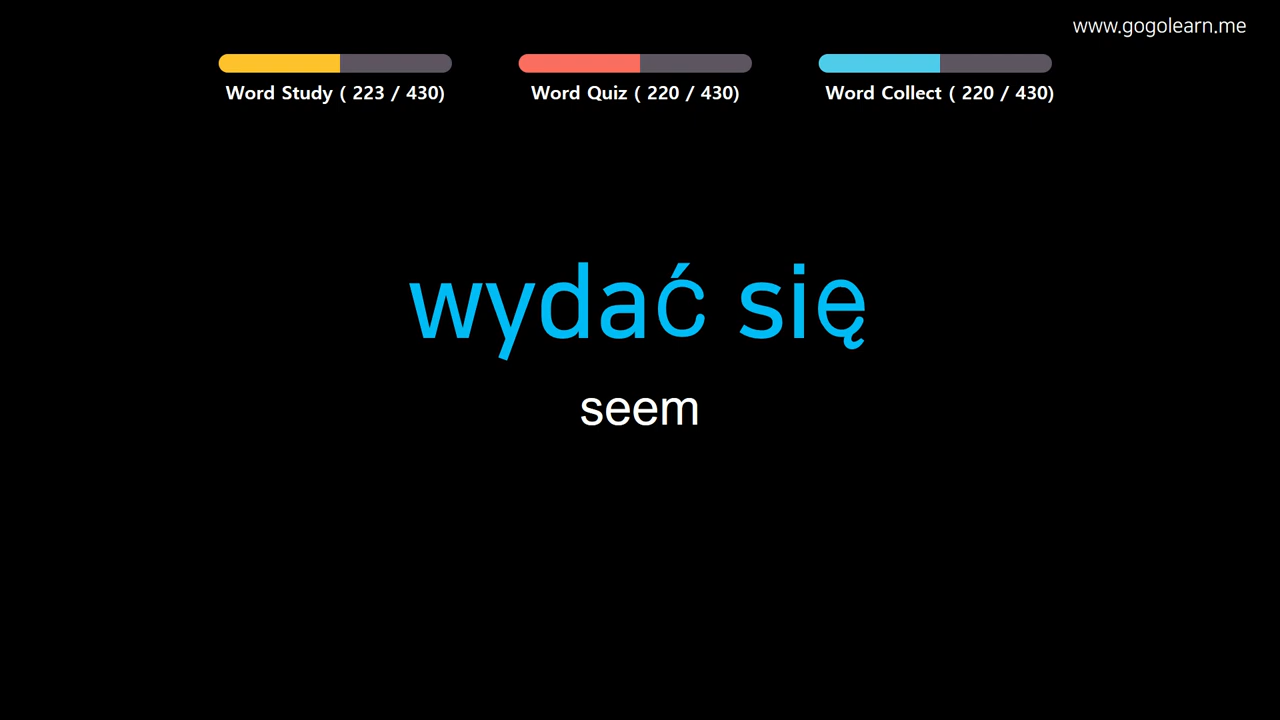 www.gogolearn.me
Word Study ( 223 / 430)
Word Quiz ( 220 / 430)
Word Collect ( 220 / 430)
wydać się
seem